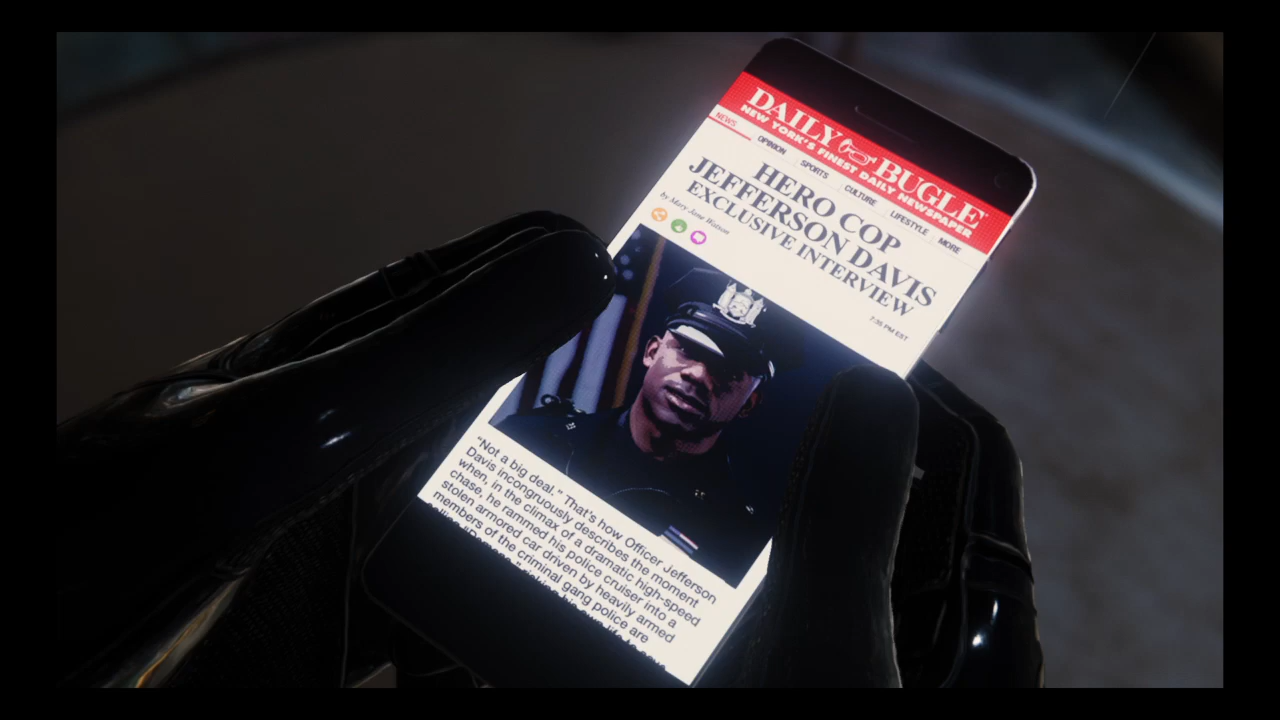 DAILY BUGLE
NEW YORK'S FINEST DAILY NEWSPAPER
NEWS OPINION SPORTS CULTURE LIFESTYLE MORE
HERO COP
JEFFERSON DAVIS
EXCLUSIVE INTERVIEW
by Mary Jane Watson
7:35 PM EST
"Not a big deal." That's how Officer Jefferson
Davis incongruously describes the moment
when, in the climax of a dramatic high-speed
chase, he rammed his police cruiser into a
stolen armored car driven by heavily armed
members of the criminal gang police are